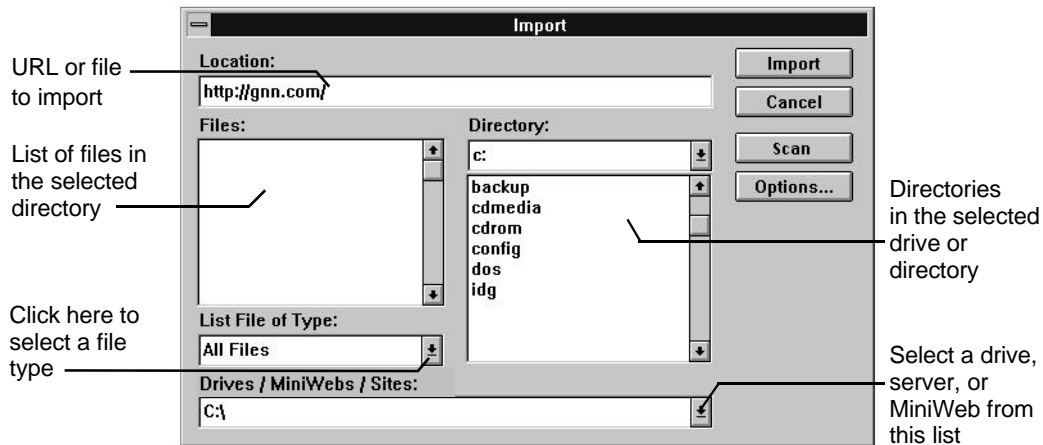 Import
URL or file
to import
Location:
http://gnn.com/
Import
Cancel
Scan
Options...
List of files in
the selected
directory
Files:
Directory:
c:
backup
cdmedia
cdrom
config
dos
idg
Directories
in the selected
drive or
directory
Click here to
select a file
type
List File of Type:
All Files
Drives / MiniWebs / Sites:
C:\
Select a drive,
server, or
MiniWeb from
this list